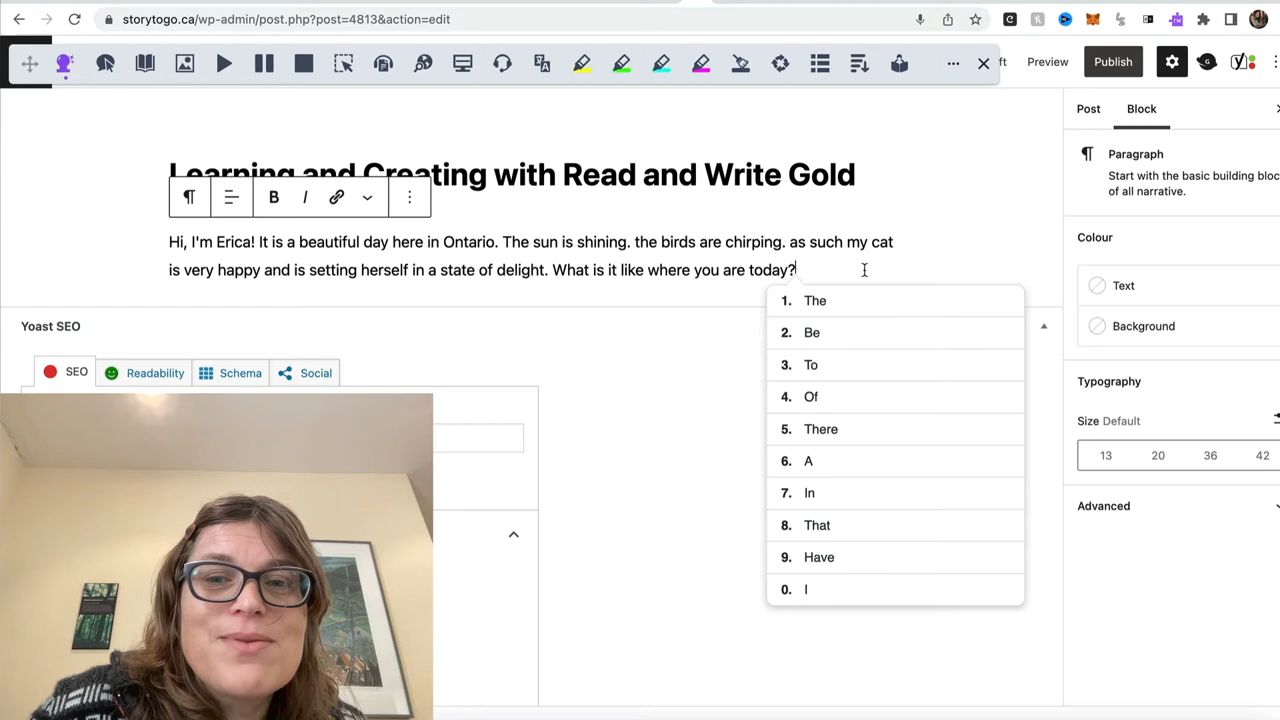 storytogo.ca/wp-admin/post.php?post=4813&action=edit
Preview
Publish
Learning and Creating with Read and Write Gold
B I
Hi, I'm Erica! It is a beautiful day here in Ontario. The sun is shining. the birds are chirping. as such my cat
is very happy and is setting herself in a state of delight. What is it like where you are today?
1. The
2. Be
3. To
4. Of
5. There
6. A
7. In
8. That
9. Have
0. I
Yoast SEO
SEO
Readability
Schema
Social
Post
Block
Paragraph
Start with the basic building bloc
of all narrative.
Colour
Text
Background
Typography
Size Default
13 20 36 42
Advanced